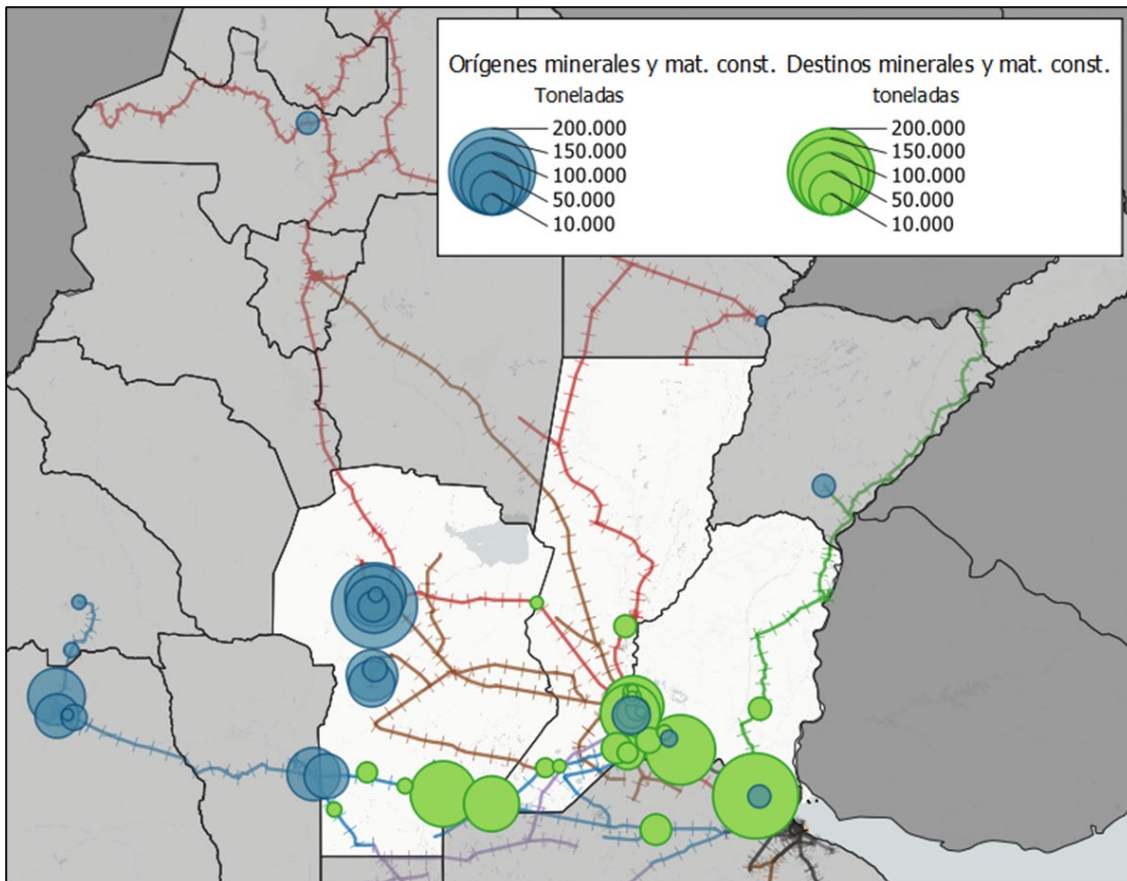 Orígenes minerales y mat. const.
Toneladas
200.000
150.000
100.000
50.000
10.000
Destinos minerales y mat. const.
toneladas
200.000
150.000
100.000
50.000
10.000